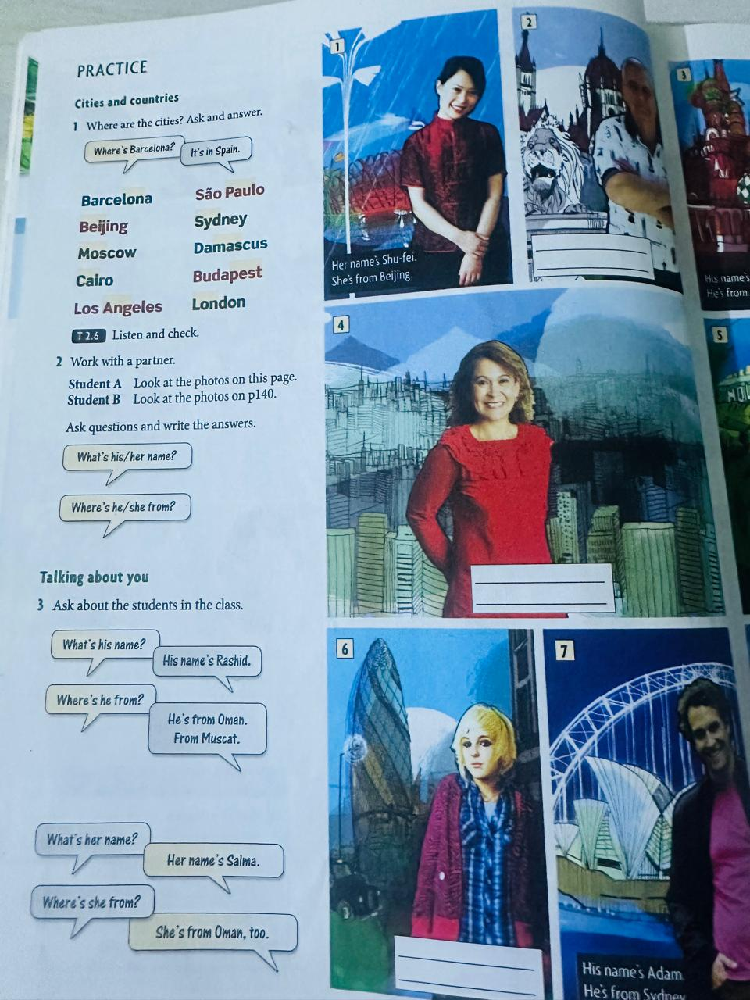 PRACTICE
Cities and countries
1 Where are the cities? Ask and answer.
Where's Barcelona?
It's in Spain.
Barcelona
São Paulo
Beijing
Sydney
Moscow
Damascus
Cairo
Budapest
Los Angeles
London
T 2.6 Listen and check.
2 Work with a partner.
Student A Look at the photos on this page.
Student B Look at the photos on p140.
Ask questions and write the answers.
What's his/her name?
Where's he/she from?
Talking about you
3 Ask about the students in the class.
What's his name?
His name's Rashid.
Where's he from?
He's from Oman.
From Muscat.
What's her name?
Her name's Salma.
Where's she from?
She's from Oman, too.
1
Her name's Shu-fei.
She's from Beijing.
2
3
His name's
He's from
4
5
6
7
His name's Adam.
He's from Sydney